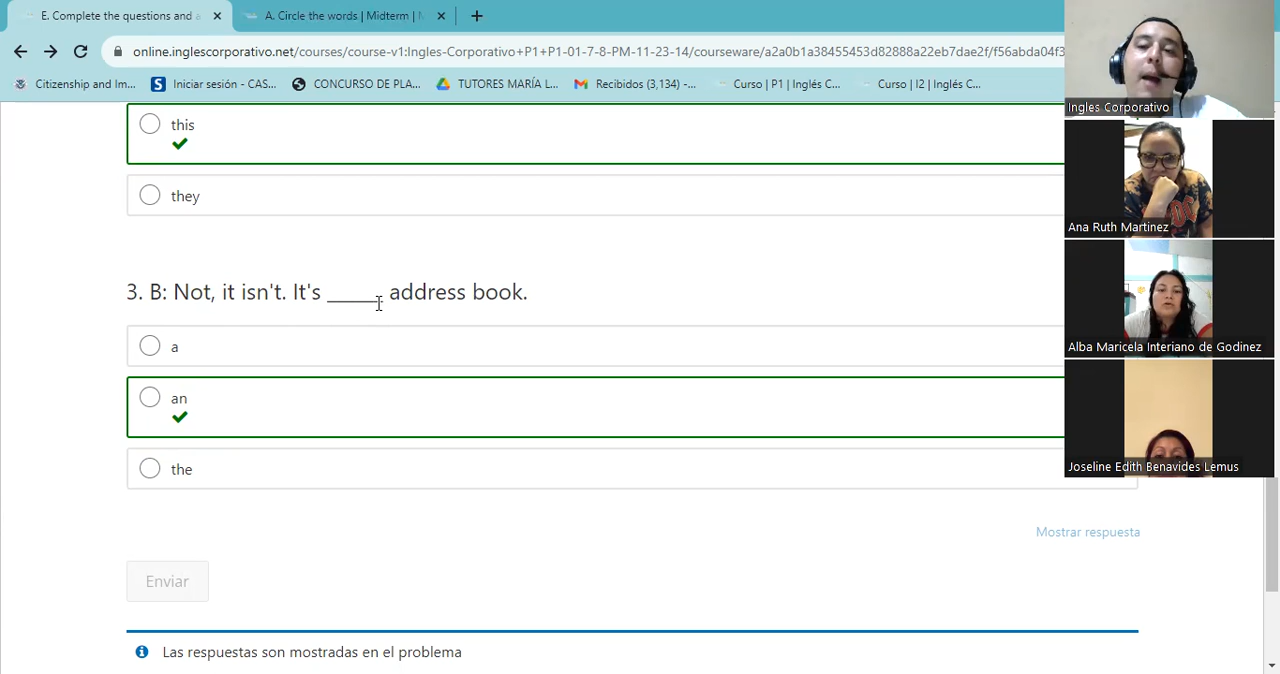 E. Complete the questions and a
A. Circle the words | Midterm |
online.inglescorporativo.net/courses/course-v1:Ingles-Corporativo+P1+P1-01-7-8-PM-11-23-14/courseware/a2a0b1a38455453d82888a22eb7dae2f/f56abda04f3
Citizenship and Im...
Iniciar sesión - CAS...
CONCURSO DE PLA...
TUTORES MARÍA L...
Recibidos (3,134) -...
Curso | P1 | Inglés C...
Curso | I2 | Inglés C...
this
they
3. B: Not, it isn't. It's _____ address book.
a
an
the
Mostrar respuesta
Enviar
Las respuestas son mostradas en el problema
Ingles Corporativo
Ana Ruth Martinez
Alba Maricela Interiano de Godinez
Joseline Edith Benavides Lemus